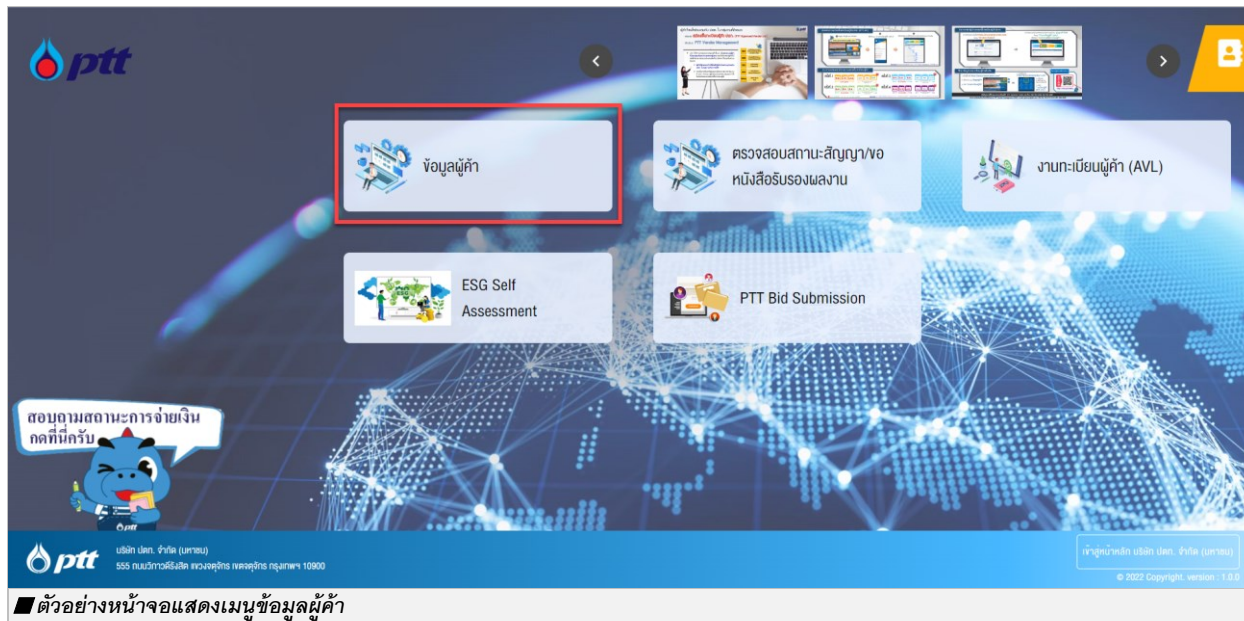 ptt
ข้อมูลผู้ค้า
ตรวจสอบสถานะสัญญา/ขอ
หนังสือรับรองผลงาน
งานทะเบียนผู้ค้า (AVL)
ESG Self
Assessment
PTT Bid Submission
สอบถามสถานะการจ่ายเงิน
กดที่นี่ครับ
ptt
ptt
บริษัท ปตท. จำกัด (มหาชน)
555 ถนนวิภาวดีรังสิต แขวงจตุจักร เขตจตุจักร กรุงเทพฯ 10900
เข้าสู่หน้าหลัก บริษัท ปตท. จำกัด (มหาชน)
© 2022 Copyright. version : 1.0.0
ตัวอย่างหน้าจอแสดงเมนูข้อมูลผู้ค้า